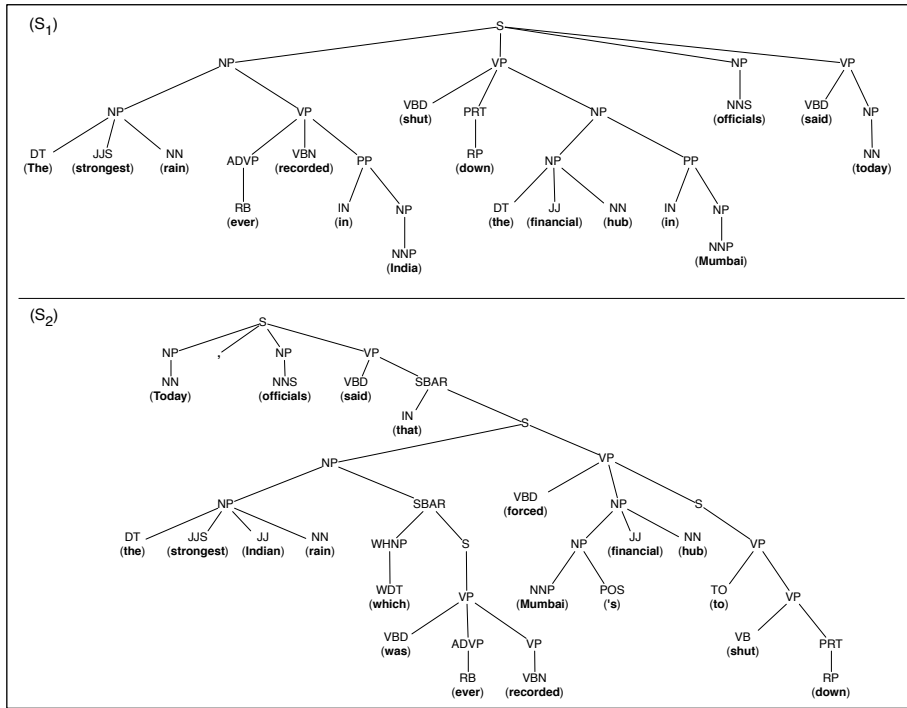 (S1)
S
NP VP NP VP
NP VP VBD (shut) PRT NP NNS (officials) VBD (said) NP
DT (The) JJS (strongest) NN (rain) ADVP VBN (recorded) PP RP (down) NP PP NN (today)
RB (ever) IN (in) NP DT (the) JJ (financial) NN (hub) IN (in) NP
NNP (India) NNP (Mumbai)
(S2)
S
NP , NP VP
NN (Today) NNS (officials) VBD (said) SBAR
IN (that) S
NP VP
NP SBAR VBD (forced) NP S
DT (the) JJS (strongest) JJ (Indian) NN (rain) WHNP S NP JJ (financial) NN (hub) VP
WDT (which) VP NNP (Mumbai) POS ('s) TO (to) VP
VBD (was) ADVP VP VB (shut) PRT
RB (ever) VBN (recorded) RP (down)